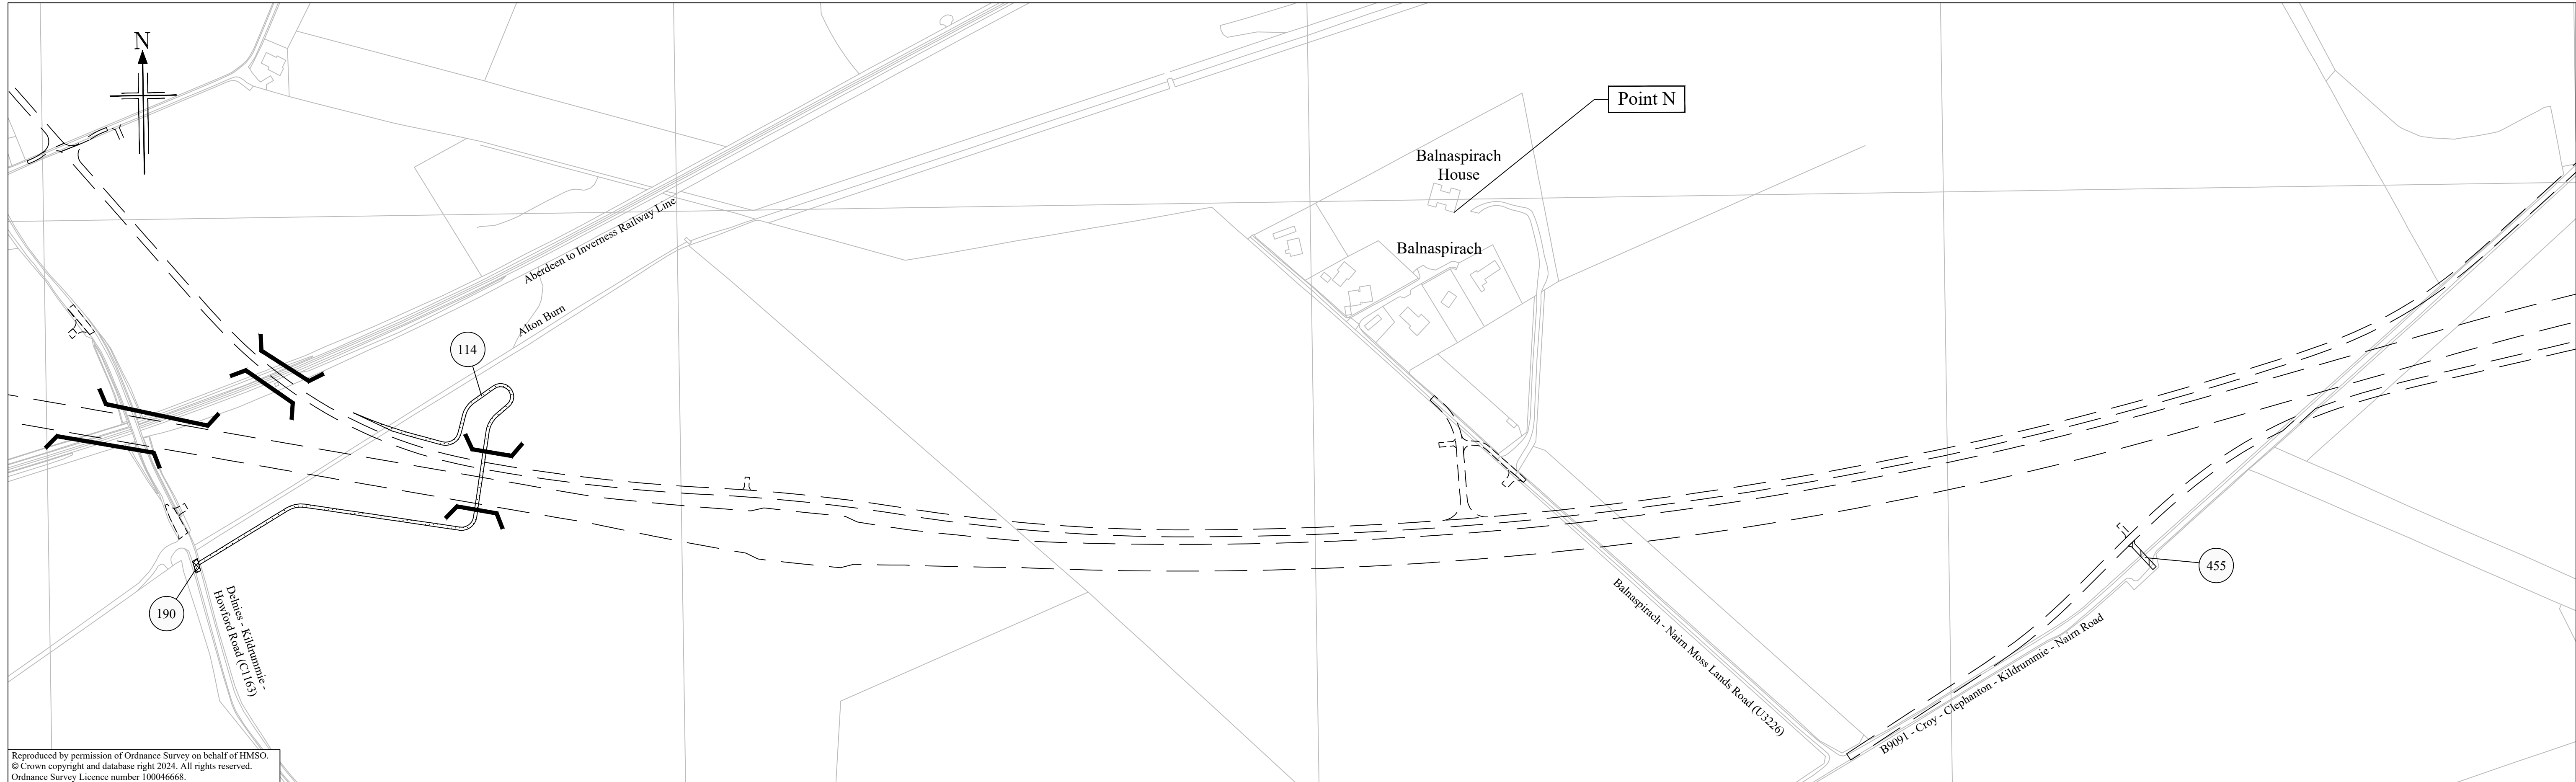 N
Point N
Balnaspirach
House
Balnaspirach
Aberdeen to Inverness Railway Line
Alton Burn
114
190
455
Delnies - Kildrummie -
Howford Road (C1163)
Balnaspirach - Nairn Moss Lands Road (U3226)
B9091 - Croy - Clephanton - Kildrummie - Nairn Road
Reproduced by permission of Ordnance Survey on behalf of HMSO.
© Crown copyright and database right 2024. All rights reserved.
Ordnance Survey Licence number 100046668.